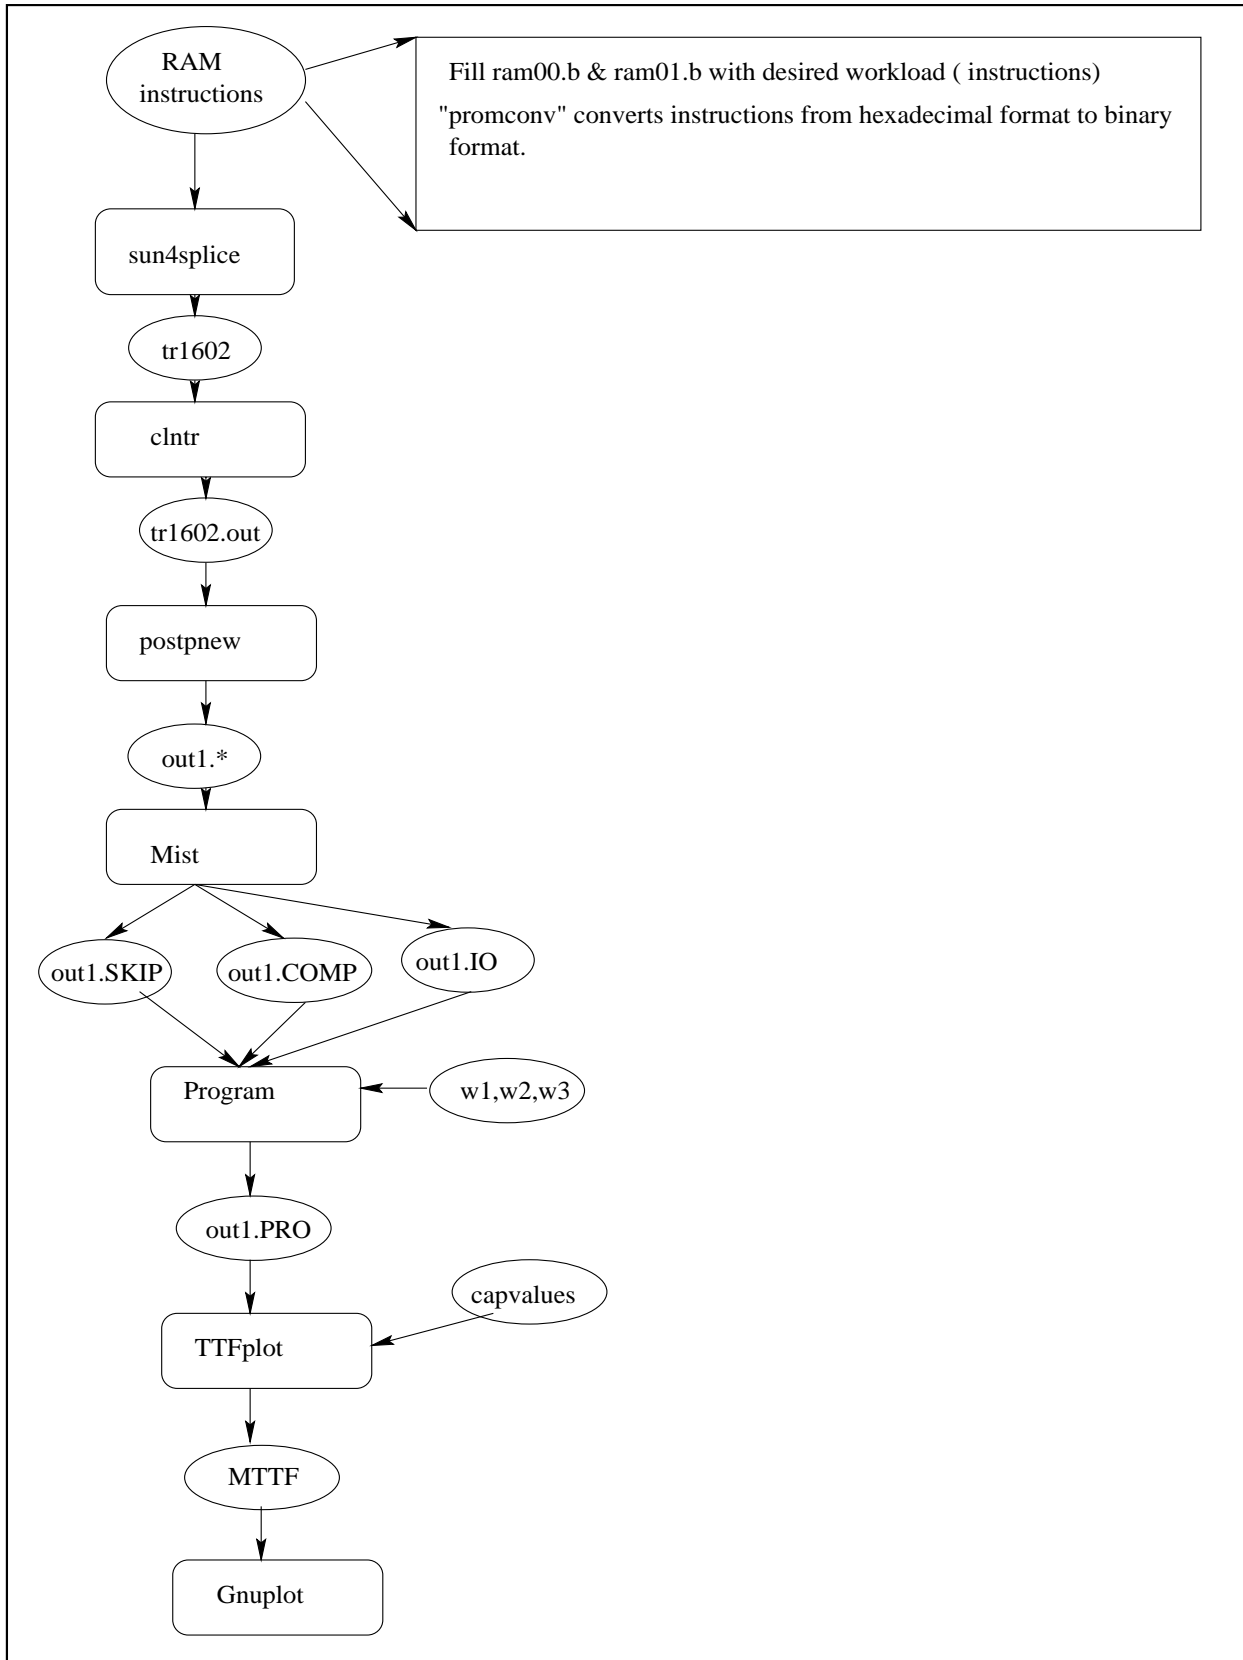 RAM
instructions
Fill ram00.b & ram01.b with desired workload ( instructions)
"promconv" converts instructions from hexadecimal format to binary
format.
sun4splice
tr1602
clntr
tr1602.out
postpnew
out1.*
Mist
out1.SKIP
out1.COMP
out1.IO
Program
w1,w2,w3
out1.PRO
capvalues
TTFplot
MTTF
Gnuplot